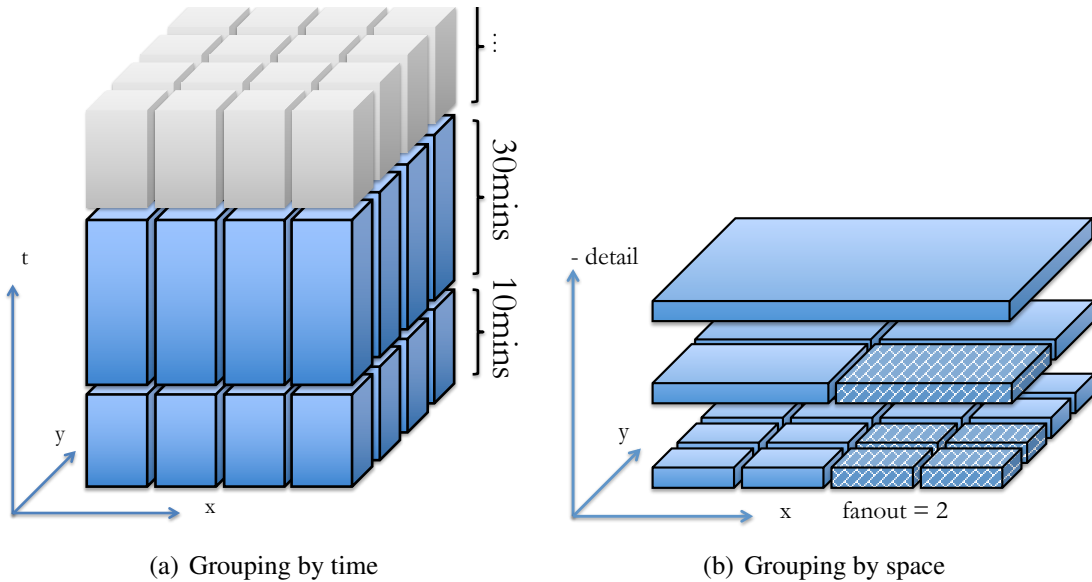 ...
30mins
10mins
t
y
x
(a) Grouping by time
- detail
y
x
fanout = 2
(b) Grouping by space